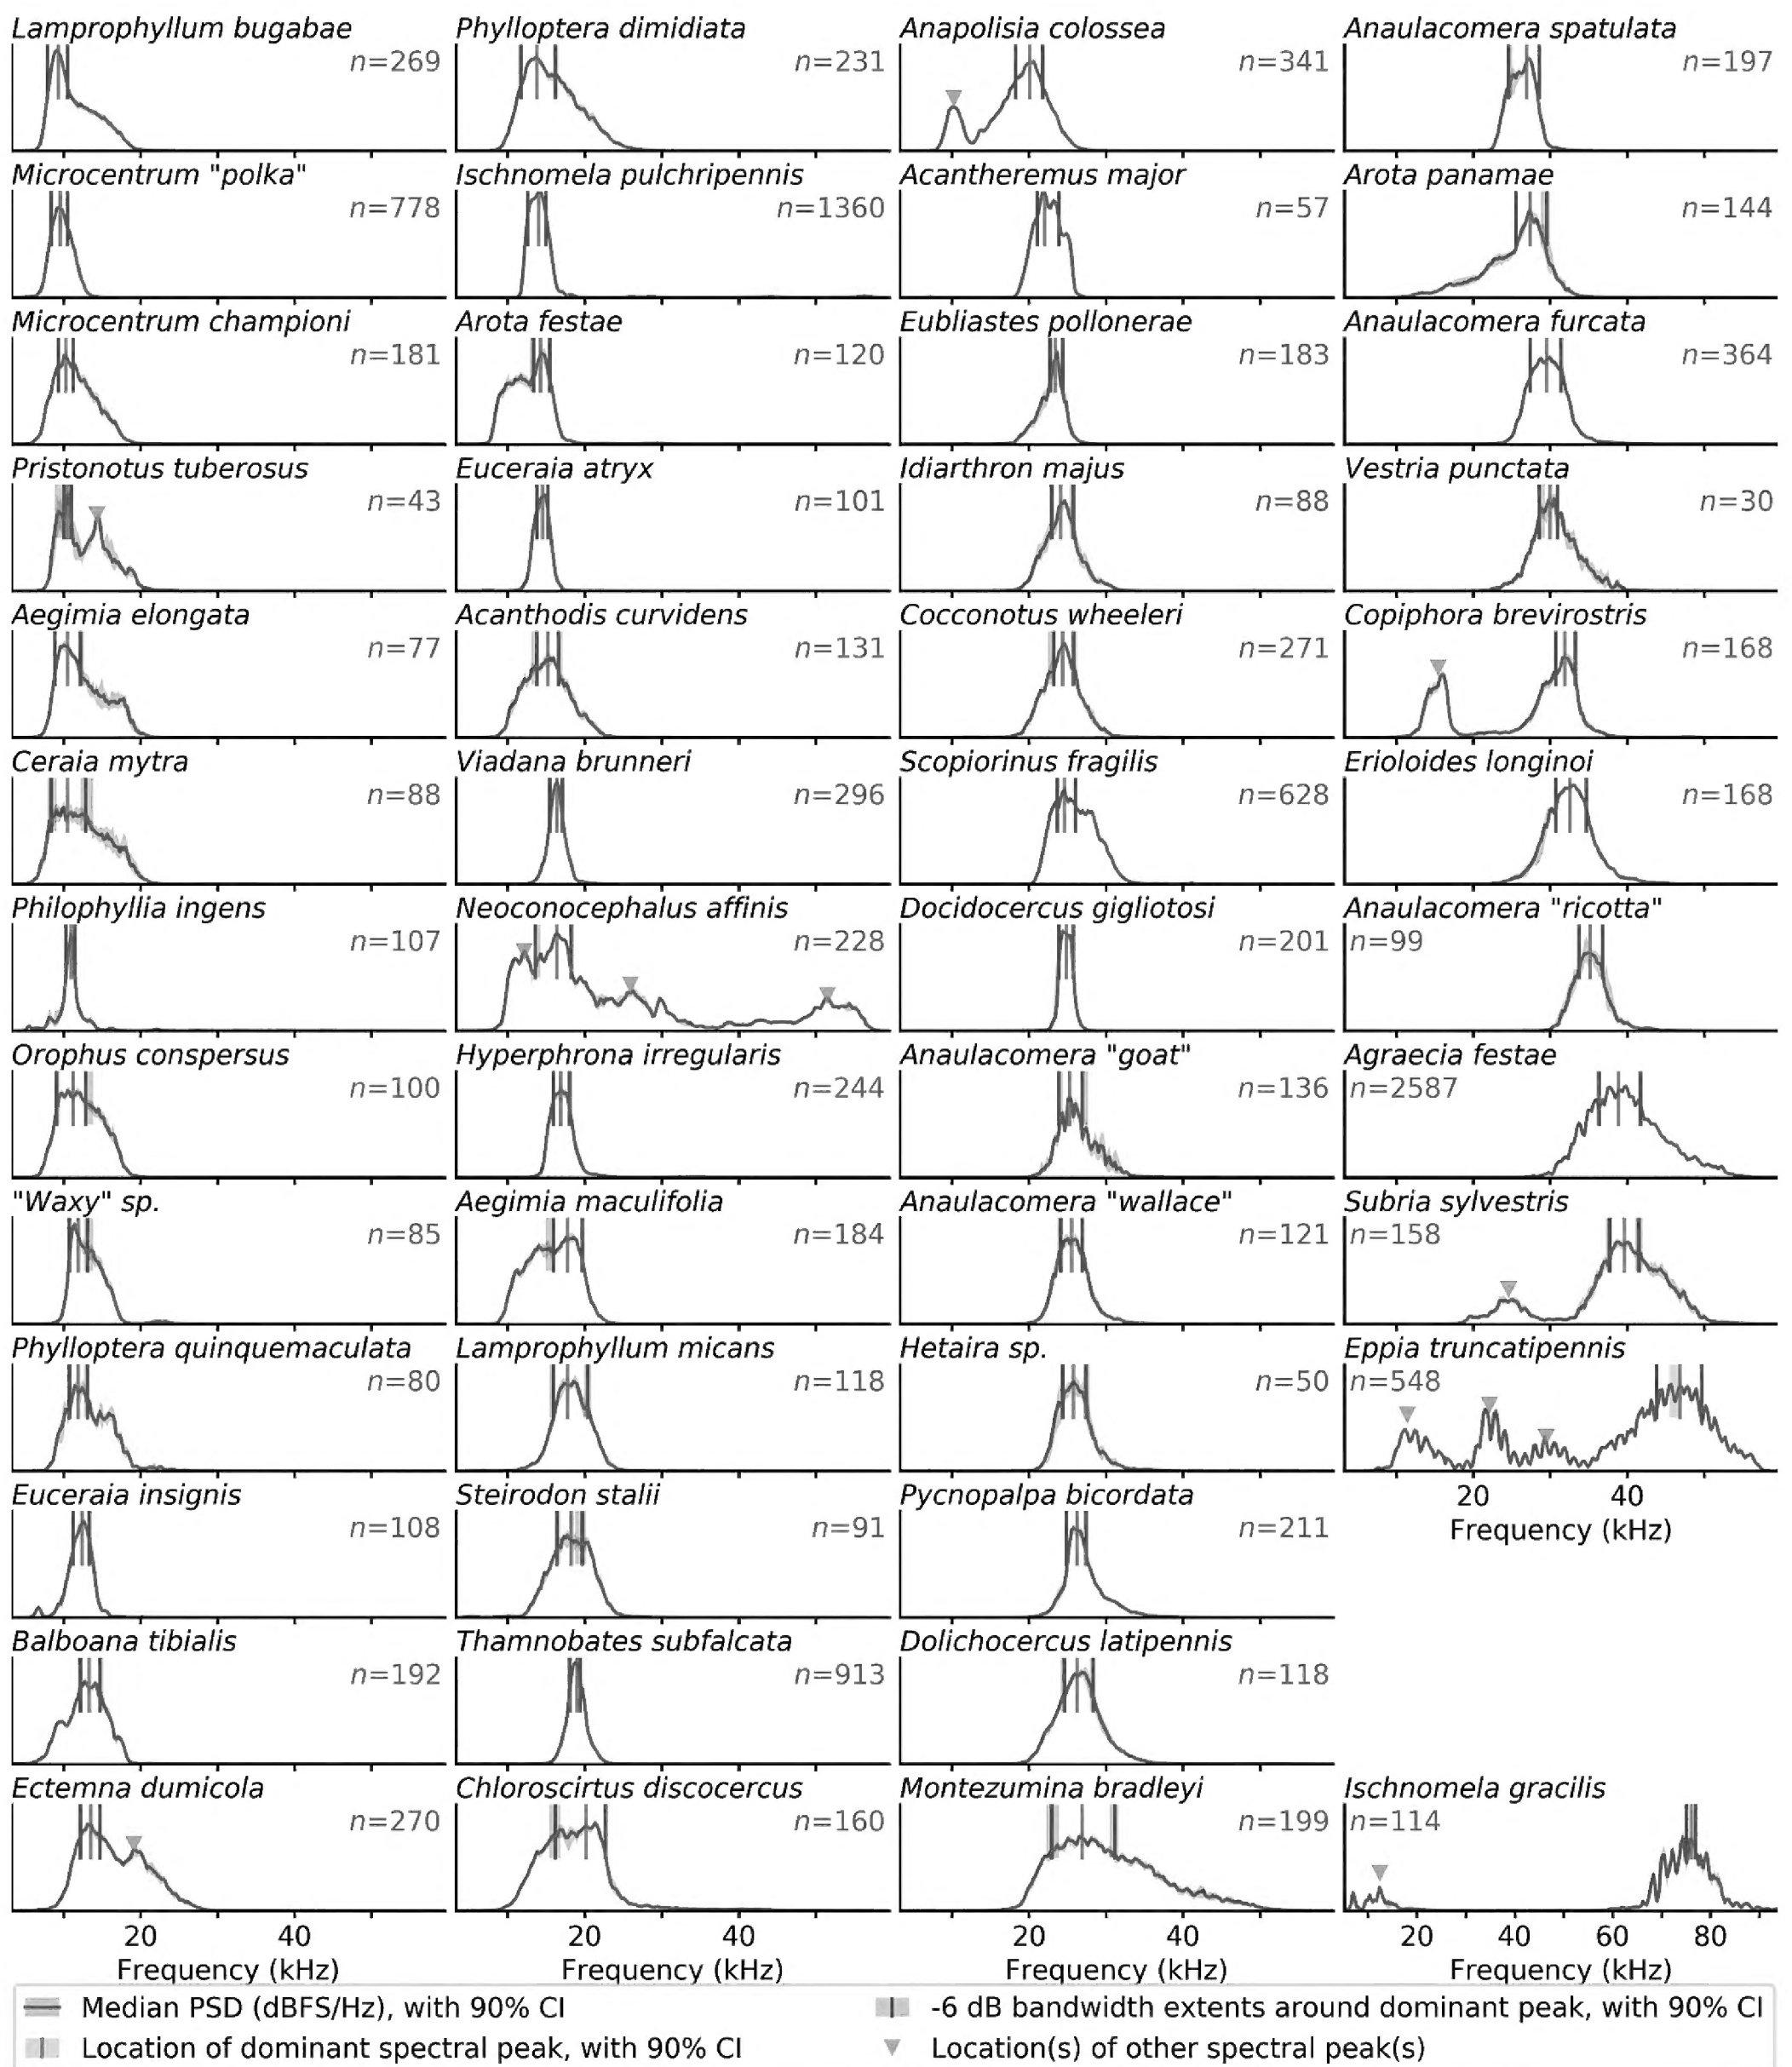 Lamprophyllum bugabae
n=269
Phylloptera dimidiata
n=231
Anapolisia colossea
n=341
Anaulacomera spatulata
n=197
Microcentrum "polka"
n=778
Ischnomela pulchripennis
n=1360
Acantheremus major
n=57
Arota panamae
n=144
Microcentrum championi
n=181
Arota festae
n=120
Eubliastes pollonerae
n=183
Anaulacomera furcata
n=364
Pristonotus tuberosus
n=43
Euceraia atryx
n=101
Idiarthron majus
n=88
Vestria punctata
n=30
Aegimia elongata
n=77
Acanthodis curvidens
n=131
Cocconotus wheeleri
n=271
Copiphora brevirostris
n=168
Ceraia mytra
n=88
Viadana brunneri
n=296
Scopiorinus fragilis
n=628
Erioloides longinoi
n=168
Philophyllia ingens
n=107
Neoconocephalus affinis
n=228
Docidocercus gigliotosi
n=201
Anaulacomera "ricotta"
n=99
Orophus conspersus
n=100
Hyperphrona irregularis
n=244
Anaulacomera "goat"
n=136
Agraecia festae
n=2587
"Waxy" sp.
n=85
Aegimia maculifolia
n=184
Anaulacomera "wallace"
n=121
Subria sylvestris
n=158
Phylloptera quinquemaculata
n=80
Lamprophyllum micans
n=118
Hetaira sp.
n=50
Eppia truncatipennis
n=548
20 40
Frequency (kHz)
Euceraia insignis
n=108
Steirodon stalii
n=91
Pycnopalpa bicordata
n=211
Balboana tibialis
n=192
Thamnobates subfalcata
n=913
Dolichocercus latipennis
n=118
Ectemna dumicola
n=270
Chloroscirtus discocercus
n=160
Montezumina bradleyi
n=199
Ischnomela gracilis
n=114
20 40
Frequency (kHz)
20 40
Frequency (kHz)
20 40
Frequency (kHz)
20 40 60 80
Frequency (kHz)
Median PSD (dBFS/Hz), with 90% CI
Location of dominant spectral peak, with 90% CI
-6 dB bandwidth extents around dominant peak, with 90% CI
Location(s) of other spectral peak(s)